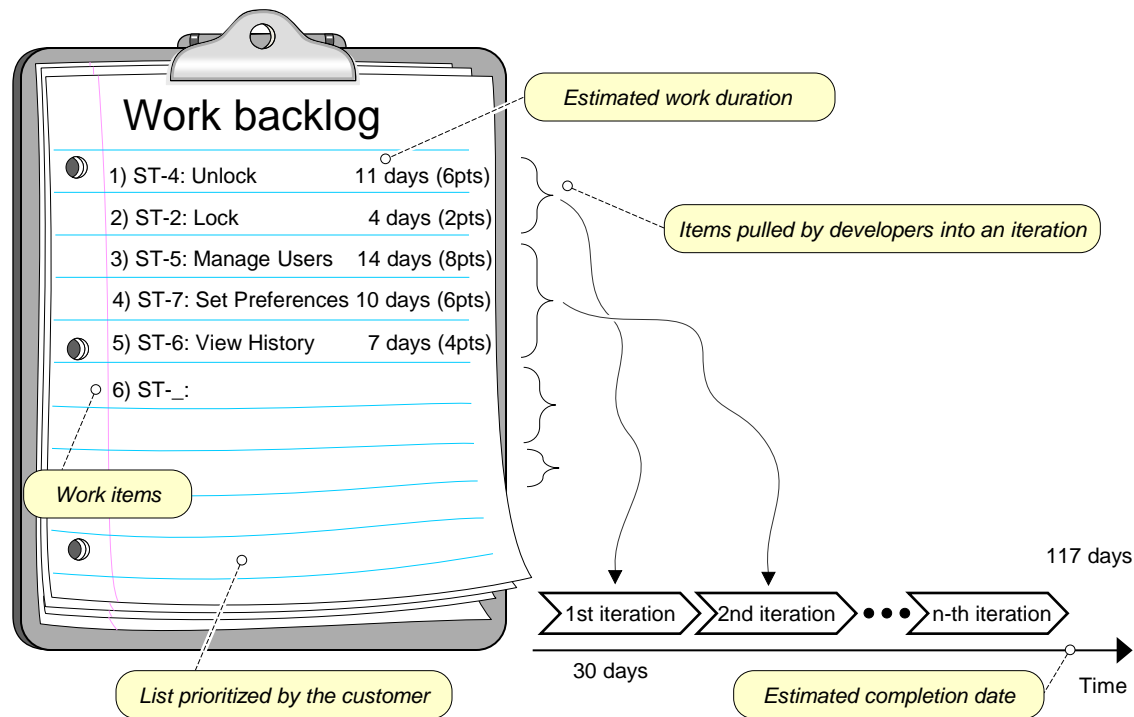 Work backlog
Estimated work duration
1) ST-4: Unlock 11 days (6pts)
2) ST-2: Lock 4 days (2pts)
Items pulled by developers into an iteration
3) ST-5: Manage Users 14 days (8pts)
4) ST-7: Set Preferences 10 days (6pts)
5) ST-6: View History 7 days (4pts)
6) ST-_:
Work items
117 days
1st iteration
2nd iteration
n-th iteration
30 days
Time
List prioritized by the customer
Estimated completion date